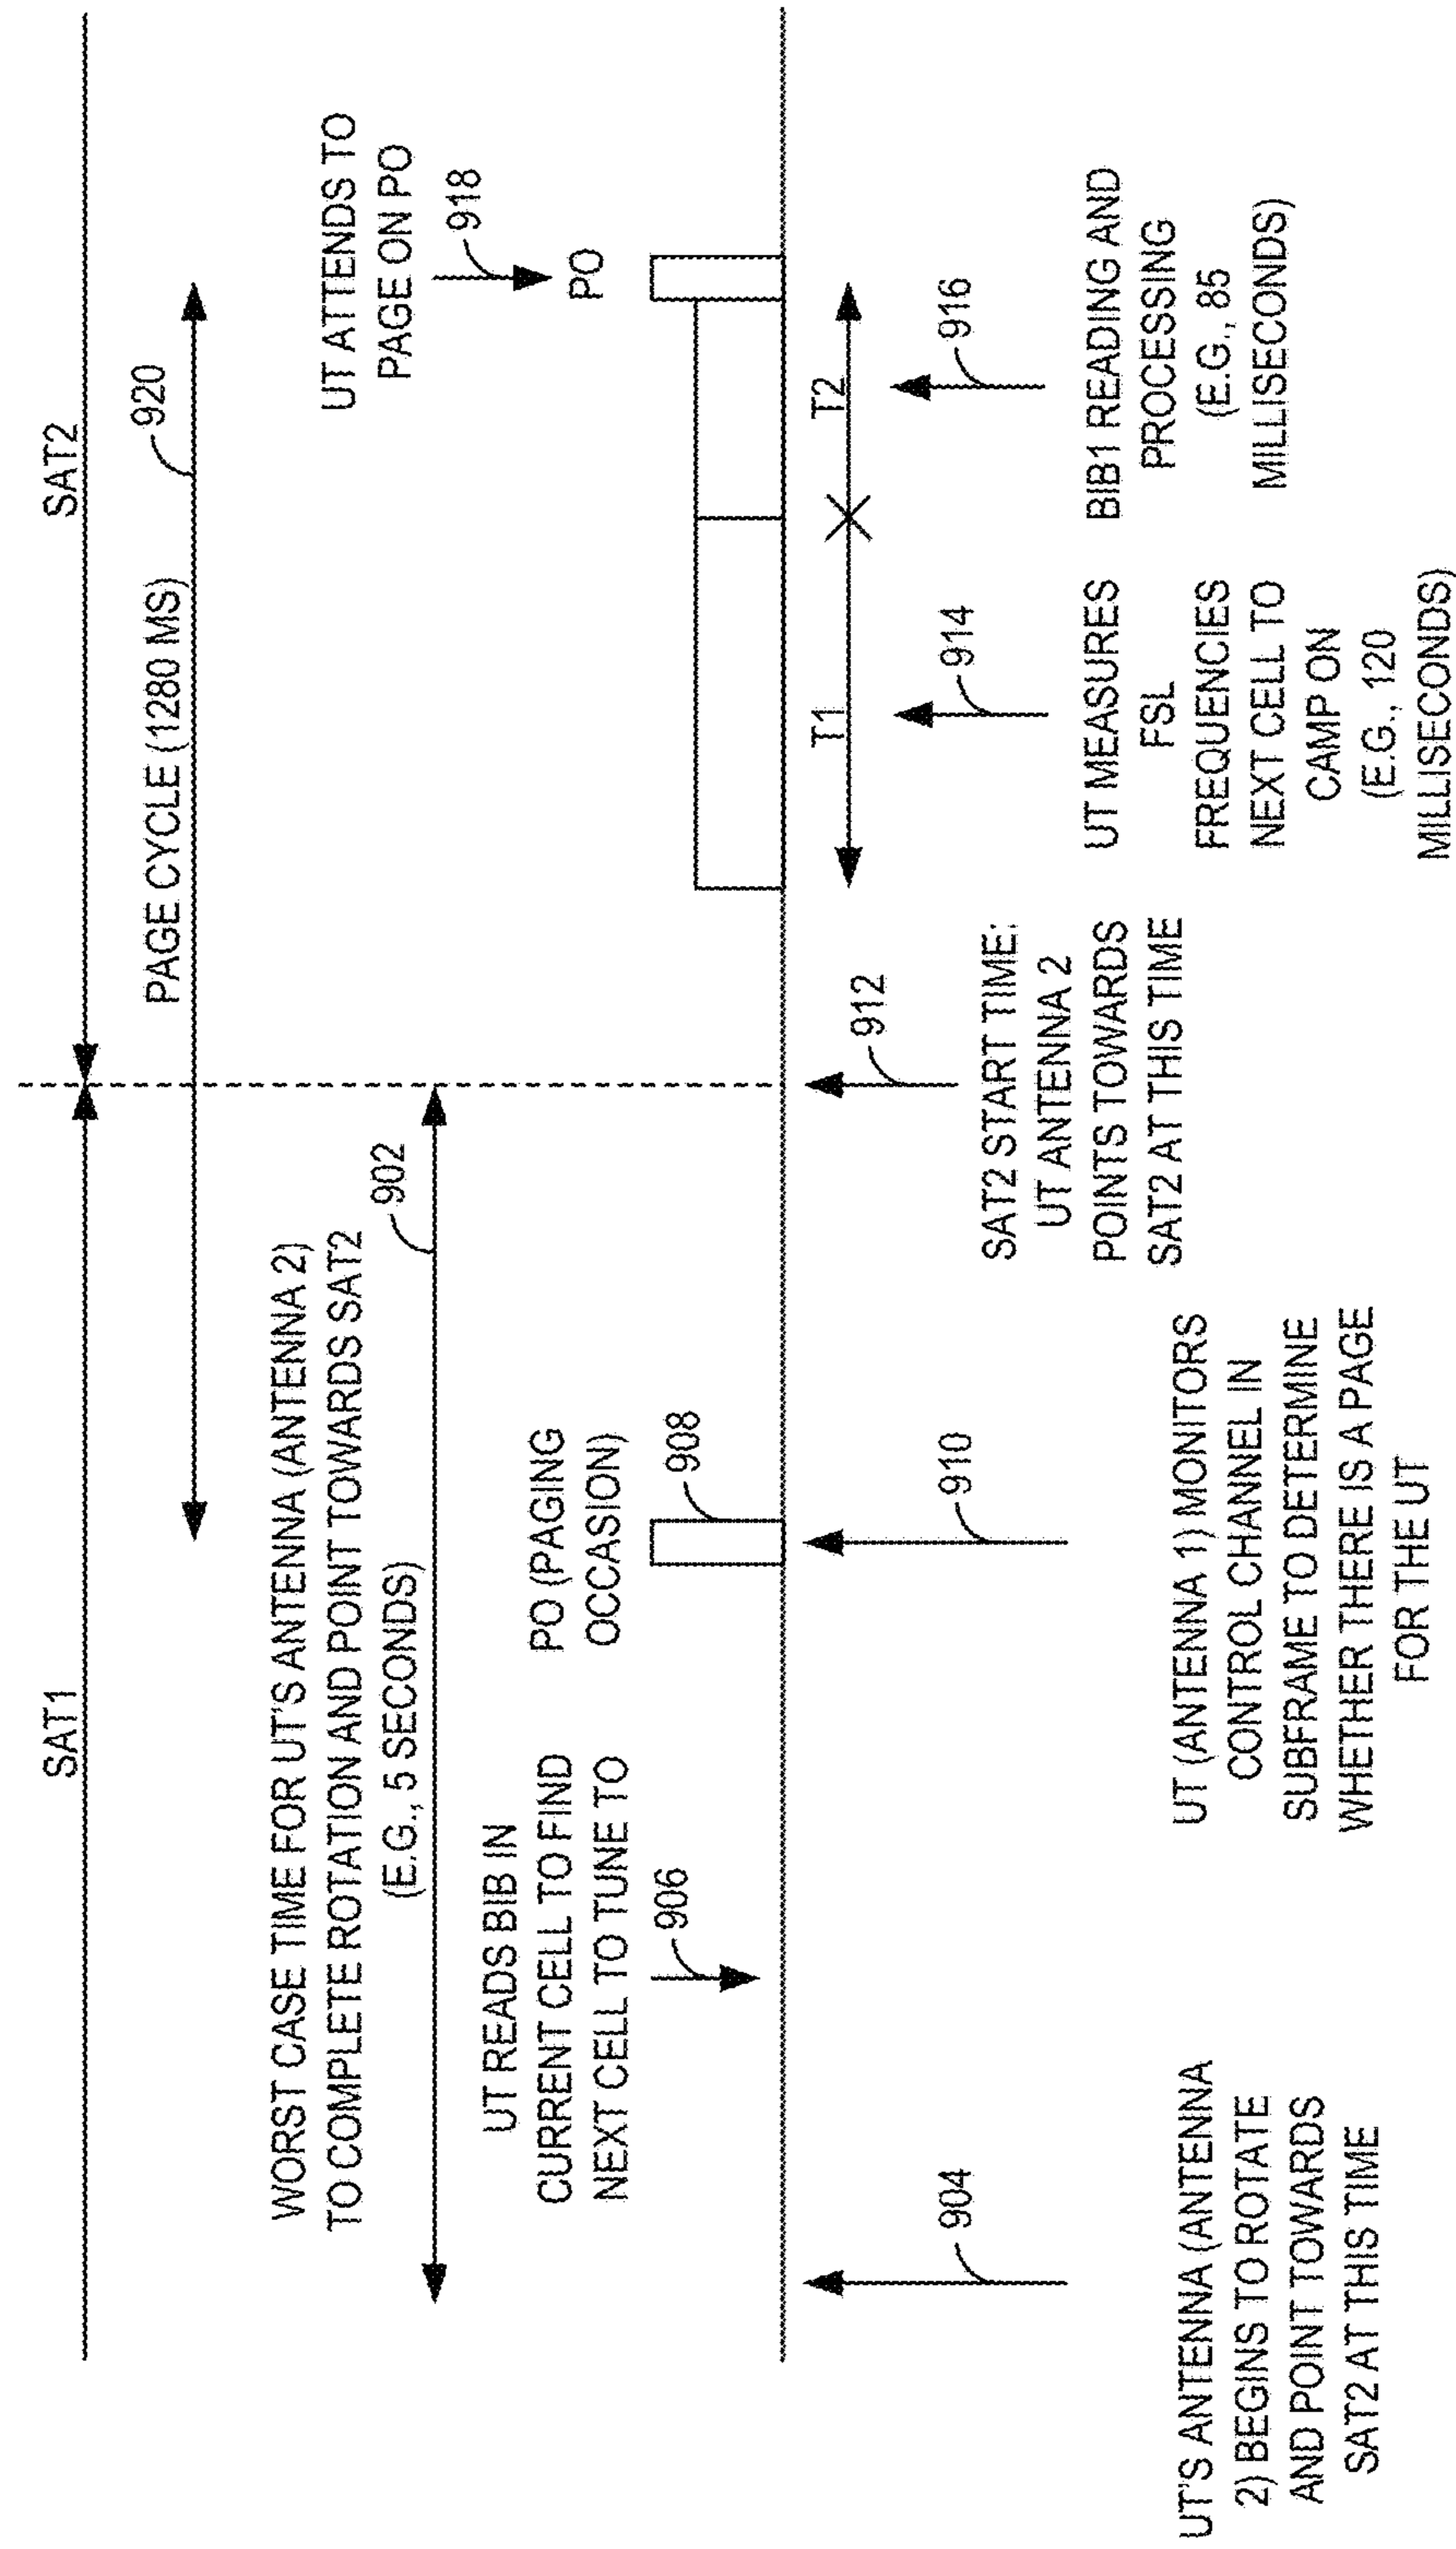 SAT1
SAT2
PAGE CYCLE (1280 MS)
920
WORST CASE TIME FOR UT'S ANTENNA (ANTENNA 2)
TO COMPLETE ROTATION AND POINT TOWARDS SAT2
(E.G., 5 SECONDS)
902
UT ATTENDS TO
PAGE ON PO
918
PO
UT READS BIB IN
CURRENT CELL TO FIND
NEXT CELL TO TUNE TO
906
PO (PAGING
OCCASION)
908
T1
T2
904
UT'S ANTENNA (ANTENNA
2) BEGINS TO ROTATE
AND POINT TOWARDS
SAT2 AT THIS TIME
910
UT (ANTENNA 1) MONITORS
CONTROL CHANNEL IN
SUBFRAME TO DETERMINE
WHETHER THERE IS A PAGE
FOR THE UT
912
SAT2 START TIME:
UT ANTENNA 2
POINTS TOWARDS
SAT2 AT THIS TIME
914
UT MEASURES
FSL
FREQUENCIES
NEXT CELL TO
CAMP ON
(E.G., 120
MILLISECONDS)
916
BIB1 READING AND
PROCESSING
(E.G., 85
MILLISECONDS)